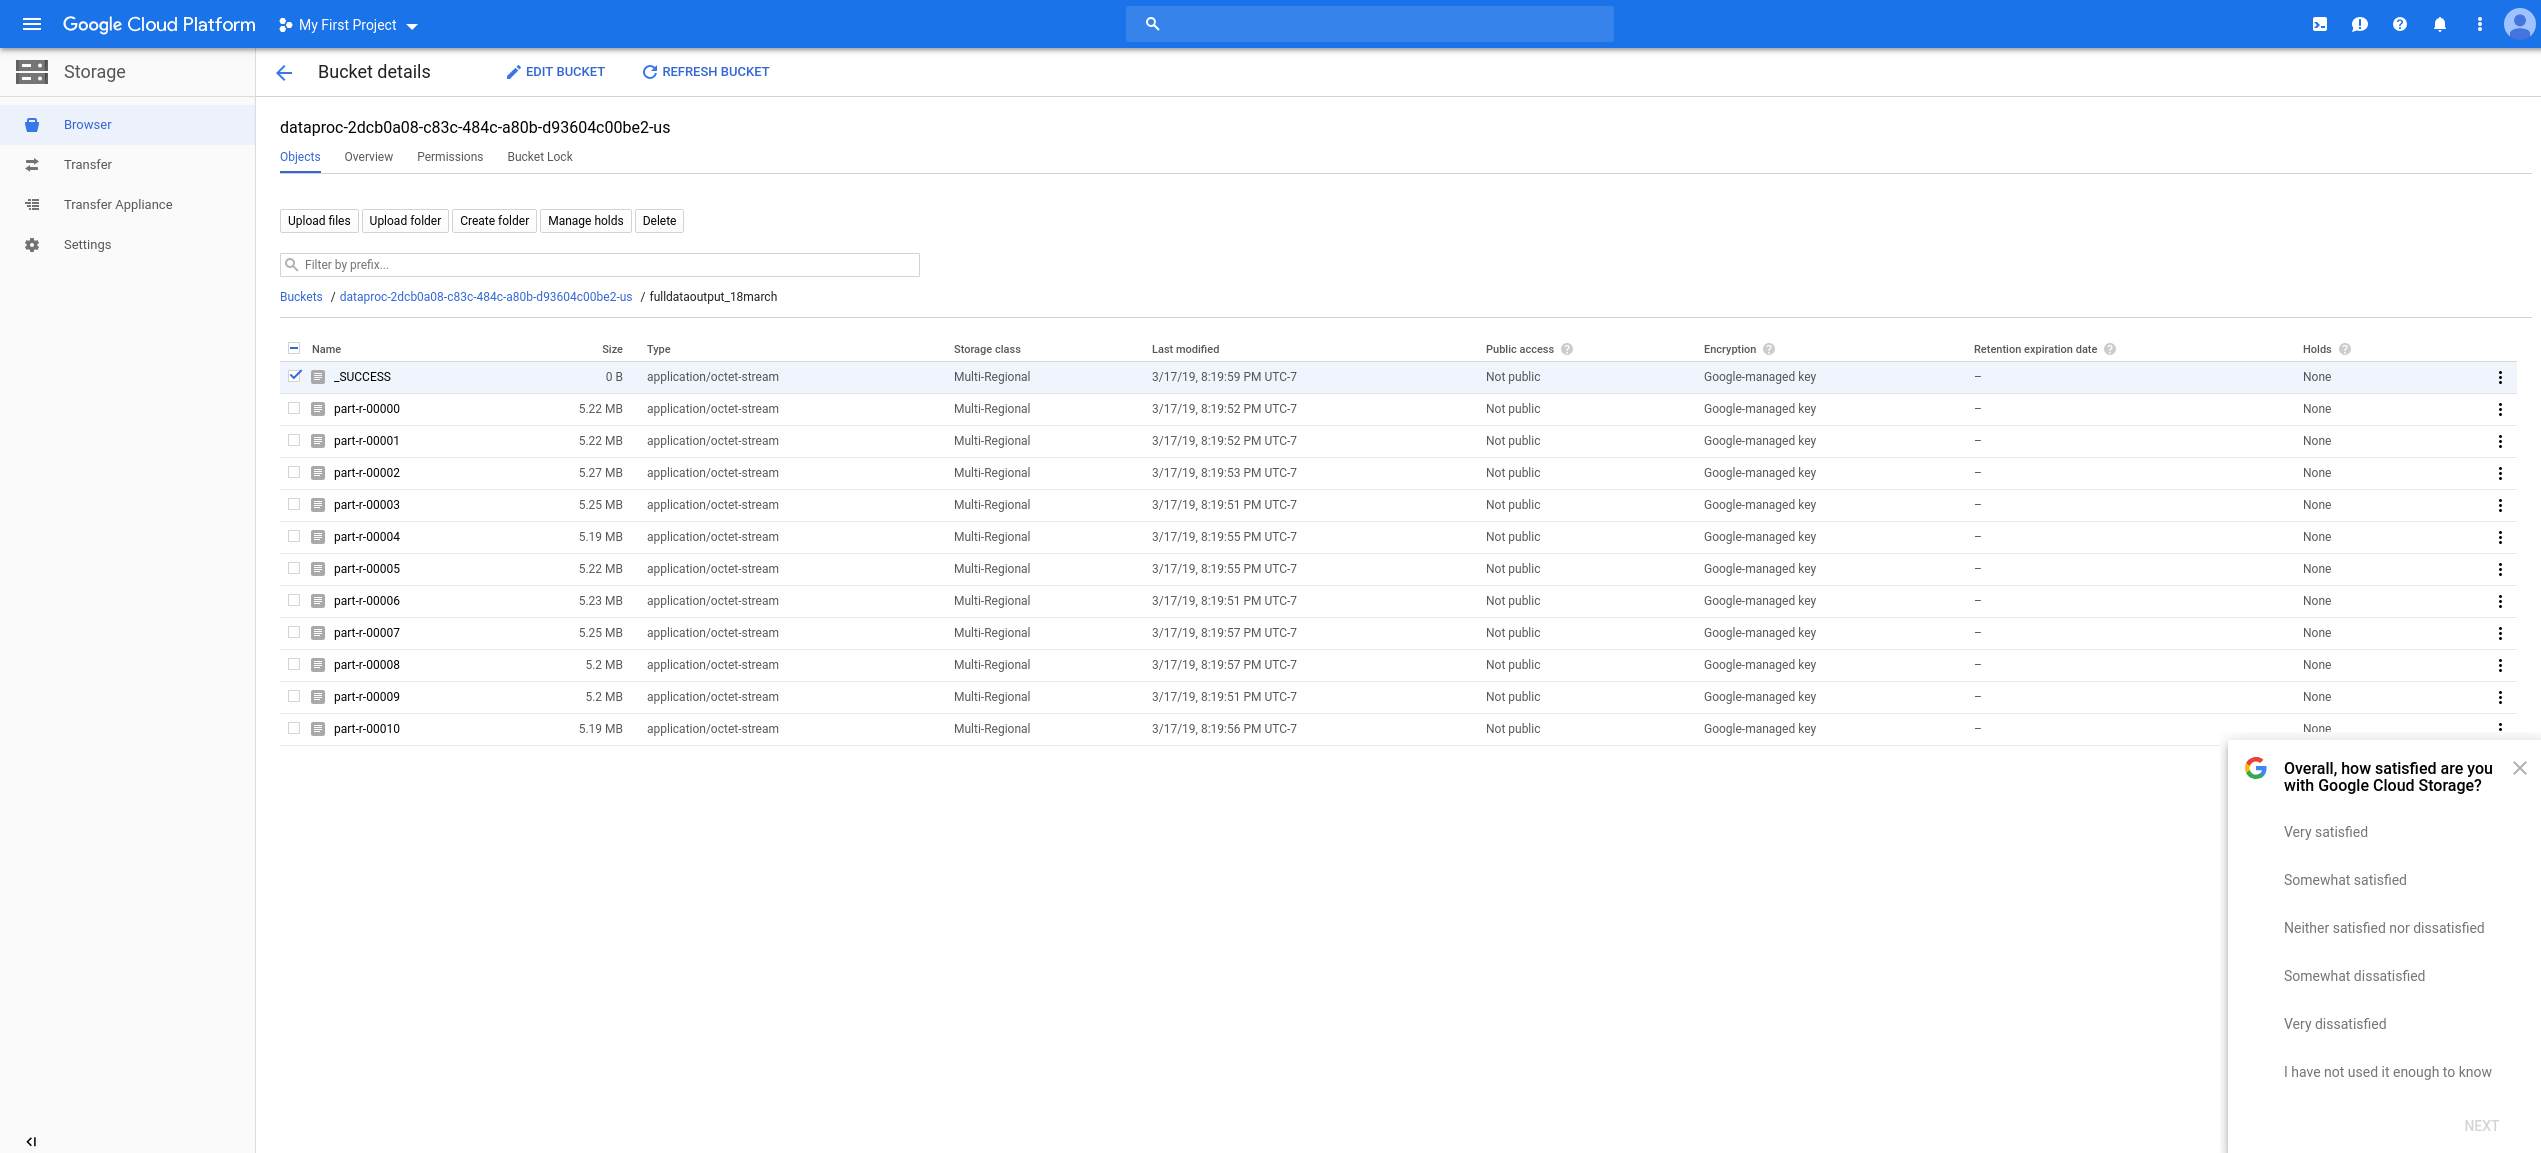 Google Cloud Platform My First Project
Storage
Browser
Transfer
Transfer Appliance
Settings
Bucket details EDIT BUCKET REFRESH BUCKET
dataproc-2dcb0a08-c83c-484c-a80b-d93604c00be2-us
Objects Overview Permissions Bucket Lock
Upload files Upload folder Create folder Manage holds Delete
Filter by prefix...
Buckets / dataproc-2dcb0a08-c83c-484c-a80b-d93604c00be2-us / fulldataoutput_18march
Name Size Type Storage class Last modified Public access Encryption Retention expiration date Holds
_SUCCESS 0 B application/octet-stream Multi-Regional 3/17/19, 8:19:59 PM UTC-7 Not public Google-managed key – None
part-r-00000 5.22 MB application/octet-stream Multi-Regional 3/17/19, 8:19:52 PM UTC-7 Not public Google-managed key – None
part-r-00001 5.22 MB application/octet-stream Multi-Regional 3/17/19, 8:19:52 PM UTC-7 Not public Google-managed key – None
part-r-00002 5.27 MB application/octet-stream Multi-Regional 3/17/19, 8:19:53 PM UTC-7 Not public Google-managed key – None
part-r-00003 5.25 MB application/octet-stream Multi-Regional 3/17/19, 8:19:51 PM UTC-7 Not public Google-managed key – None
part-r-00004 5.19 MB application/octet-stream Multi-Regional 3/17/19, 8:19:55 PM UTC-7 Not public Google-managed key – None
part-r-00005 5.22 MB application/octet-stream Multi-Regional 3/17/19, 8:19:55 PM UTC-7 Not public Google-managed key – None
part-r-00006 5.23 MB application/octet-stream Multi-Regional 3/17/19, 8:19:51 PM UTC-7 Not public Google-managed key – None
part-r-00007 5.25 MB application/octet-stream Multi-Regional 3/17/19, 8:19:57 PM UTC-7 Not public Google-managed key – None
part-r-00008 5.2 MB application/octet-stream Multi-Regional 3/17/19, 8:19:57 PM UTC-7 Not public Google-managed key – None
part-r-00009 5.2 MB application/octet-stream Multi-Regional 3/17/19, 8:19:51 PM UTC-7 Not public Google-managed key – None
part-r-00010 5.19 MB application/octet-stream Multi-Regional 3/17/19, 8:19:56 PM UTC-7 Not public Google-managed key – None
Overall, how satisfied are you
with Google Cloud Storage?
Very satisfied
Somewhat satisfied
Neither satisfied nor dissatisfied
Somewhat dissatisfied
Very dissatisfied
I have not used it enough to know
NEXT